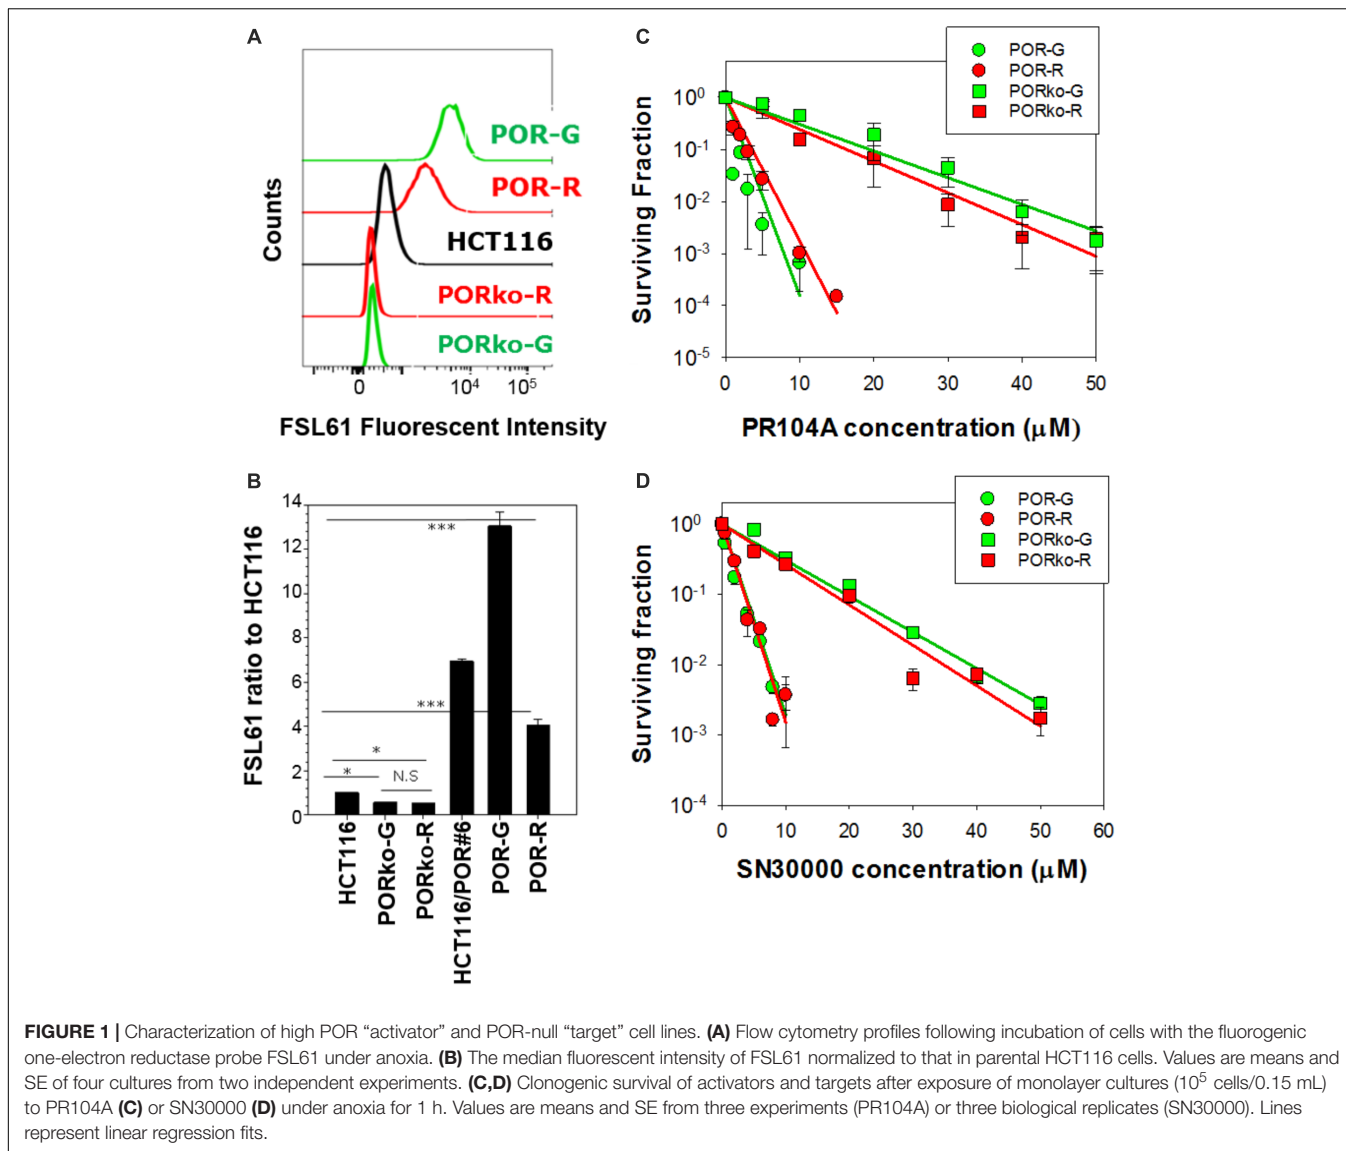 A
POR-G
POR-R
HCT116
PORko-R
PORko-G
Counts
0 10⁴ 10⁵
FSL61 Fluorescent Intensity
C
POR-G
POR-R
PORko-G
PORko-R
10⁰
10⁻¹
10⁻²
10⁻³
10⁻⁴
10⁻⁵
Surviving Fraction
0 10 20 30 40 50
PR104A concentration (μM)
B
14
12
10
8
6
4
2
0
FSL61 ratio to HCT116
***
***
*
*
N.S
HCT116
PORko-G
PORko-R
HCT116/POR#6
POR-G
POR-R
D
POR-G
POR-R
PORko-G
PORko-R
10⁰
10⁻¹
10⁻²
10⁻³
10⁻⁴
Surviving fraction
0 10 20 30 40 50 60
SN30000 concentration (μM)
FIGURE 1 | Characterization of high POR “activator” and POR-null “target” cell lines. (A) Flow cytometry profiles following incubation of cells with the fluorogenic
one-electron reductase probe FSL61 under anoxia. (B) The median fluorescent intensity of FSL61 normalized to that in parental HCT116 cells. Values are means and
SE of four cultures from two independent experiments. (C,D) Clonogenic survival of activators and targets after exposure of monolayer cultures (10⁵ cells/0.15 mL)
to PR104A (C) or SN30000 (D) under anoxia for 1 h. Values are means and SE from three experiments (PR104A) or three biological replicates (SN30000). Lines
represent linear regression fits.